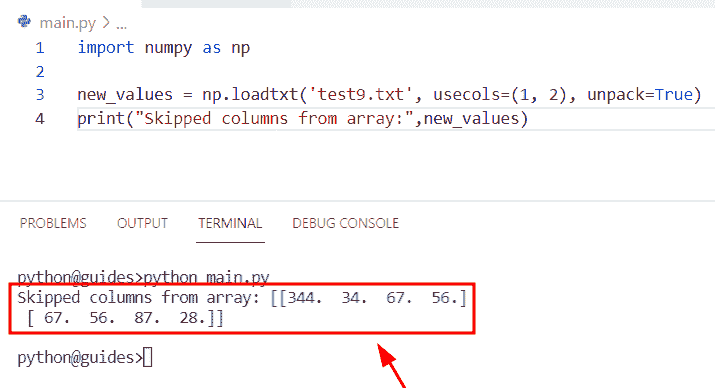 main.py > ...
1 import numpy as np
2
3 new_values = np.loadtxt('test9.txt', usecols=(1, 2), unpack=True)
4 print("Skipped columns from array:",new_values)
PROBLEMS OUTPUT TERMINAL DEBUG CONSOLE
python@guides>python main.py
Skipped columns from array: [[344. 34. 67. 56.]
[ 67. 56. 87. 28.]]
python@guides>